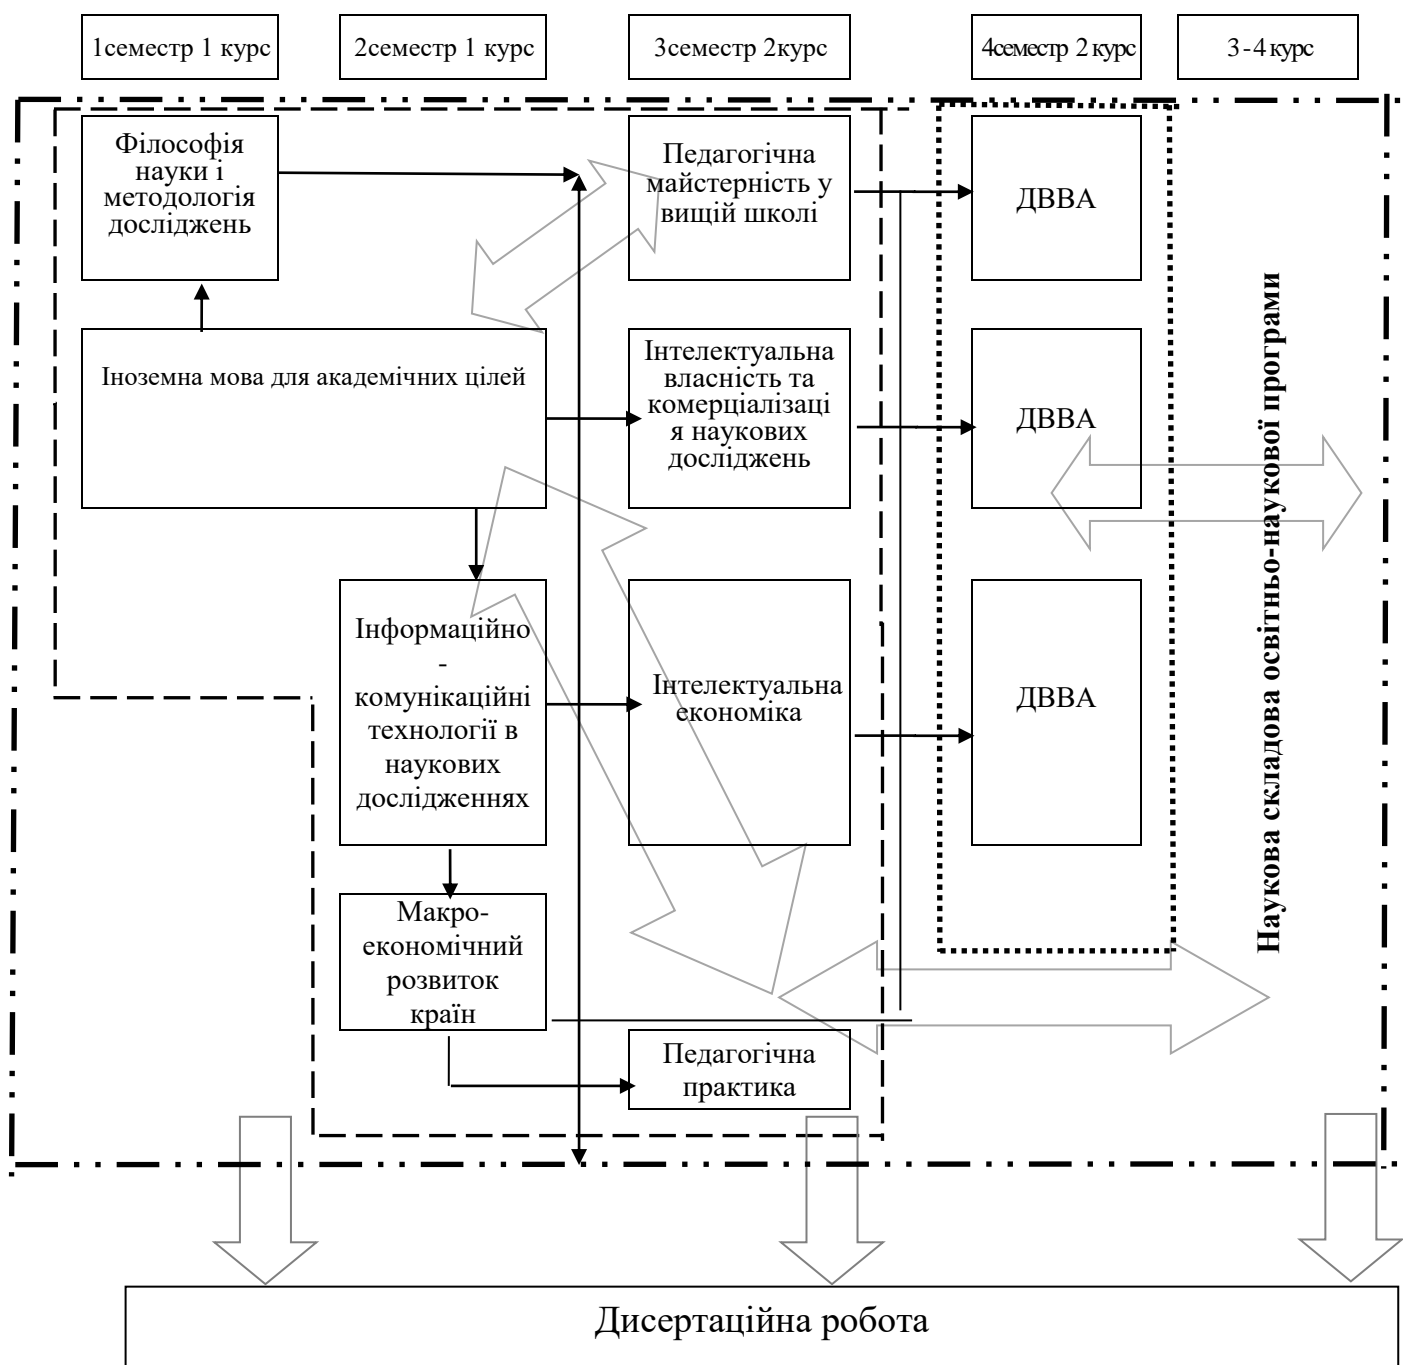 1семестр 1 курс
2семестр 1 курс
3семестр 2курс
4семестр 2 курс
3-4 курс
Філософія
науки і
методологія
досліджень
Педагогічна
майстерність у
вищій школі
ДВВА
Іноземна мова для академічних цілей
Інтелектуальна
власність та
комерціалізаці
я наукових
досліджень
ДВВА
Інформаційно
-
комунікаційні
технології в
наукових
дослідженнях
Інтелектуальна
економіка
ДВВА
Наукова складова освітньо-наукової програми
Макро-
економічний
розвиток
країн
Педагогічна
практика
Дисертаційна робота